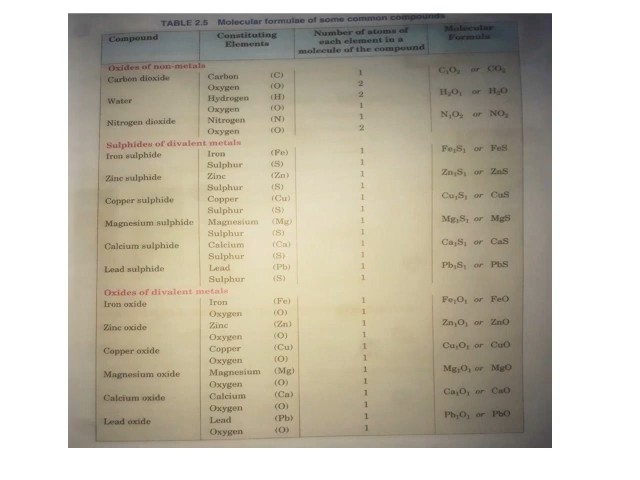 TABLE 2.5 Molecular formulae of some common compounds
Compound Constituting Elements Number of atoms of each element in a molecule of the compound Molecular Formula
Oxides of non-metals
Carbon dioxide Carbon (C) 1 C₁O₂ or CO₂
Oxygen (O) 2
Water Hydrogen (H) 2 H₂O₁ or H₂O
Oxygen (O) 1
Nitrogen dioxide Nitrogen (N) 1 N₁O₂ or NO₂
Oxygen (O) 2
Sulphides of divalent metals
Iron sulphide Iron (Fe) 1 Fe₁S₁ or FeS
Sulphur (S) 1
Zinc sulphide Zinc (Zn) 1 Zn₁S₁ or ZnS
Sulphur (S) 1
Copper sulphide Copper (Cu) 1 Cu₁S₁ or CuS
Sulphur (S) 1
Magnesium sulphide Magnesium (Mg) 1 Mg₁S₁ or MgS
Sulphur (S) 1
Calcium sulphide Calcium (Ca) 1 Ca₁S₁ or CaS
Sulphur (S) 1
Lead sulphide Lead (Pb) 1 Pb₁S₁ or PbS
Sulphur (S) 1
Oxides of divalent metals
Iron oxide Iron (Fe) 1 Fe₁O₁ or FeO
Oxygen (O) 1
Zinc oxide Zinc (Zn) 1 Zn₁O₁ or ZnO
Oxygen (O) 1
Copper oxide Copper (Cu) 1 Cu₁O₁ or CuO
Oxygen (O) 1
Magnesium oxide Magnesium (Mg) 1 Mg₁O₁ or MgO
Oxygen (O) 1
Calcium oxide Calcium (Ca) 1 Ca₁O₁ or CaO
Oxygen (O) 1
Lead oxide Lead (Pb) 1 Pb₁O₁ or PbO
Oxygen (O) 1